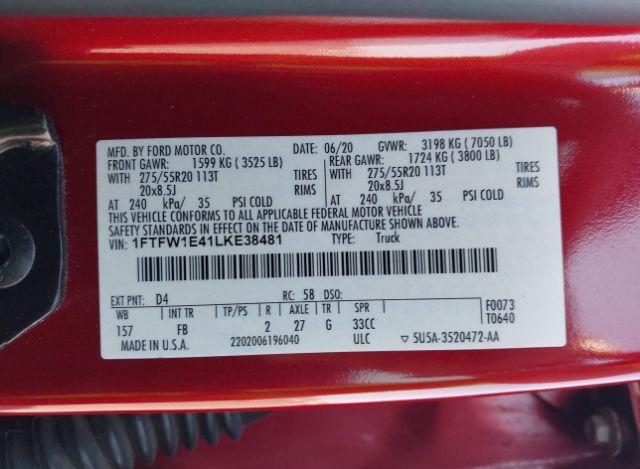 MFD. BY FORD MOTOR CO. DATE: 06/20 GVWR: 3198 KG ( 7050 LB)
FRONT GAWR: 1599 KG ( 3525 LB) REAR GAWR: 1724 KG ( 3800 LB)
WITH 275/55R20 113T TIRES WITH 275/55R20 113T TIRES
20x8.5J RIMS 20x8.5J RIMS
AT 240 kPa/ 35 PSI COLD AT 240 kPa/ 35 PSI COLD
THIS VEHICLE CONFORMS TO ALL APPLICABLE FEDERAL MOTOR VEHICLE
SAFETY STANDARDS IN EFFECT ON THE DATE OF MANUFACTURE SHOWN ABOVE.
VIN: 1FTFW1E41LKE38481 TYPE: Truck
EXT PNT: D4 RC: 58 DSO: F0073
WB INT TR TP/PS R AXLE TR SPR T0640
157 FB 2 27 G 33CC
MADE IN U.S.A. 2202006196040 ULC ▽ 5U5A-3520472-AA